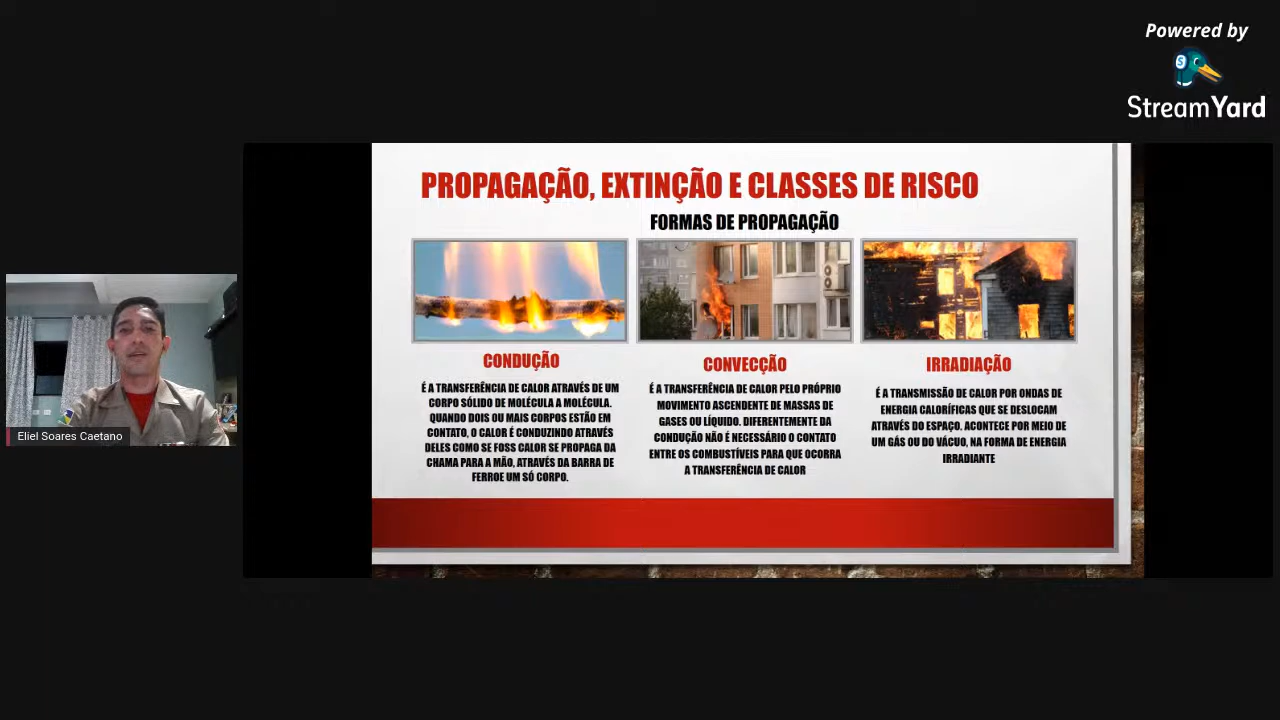 Powered by
StreamYard
PROPAGAÇÃO, EXTINÇÃO E CLASSES DE RISCO
FORMAS DE PROPAGAÇÃO
CONDUÇÃO
É A TRANSFERÊNCIA DE CALOR ATRAVÉS DE UM
CORPO SÓLIDO DE MOLÉCULA A MOLÉCULA.
QUANDO DOIS OU MAIS CORPOS ESTÃO EM
CONTATO, O CALOR É CONDUZINDO ATRAVÉS
DELES COMO SE FOSS CALOR SE PROPAGA DA
CHAMA PARA A MÃO, ATRAVÉS DA BARRA DE
FERROE UM SÓ CORPO.
CONVECÇÃO
É A TRANSFERÊNCIA DE CALOR PELO PRÓPRIO
MOVIMENTO ASCENDENTE DE MASSAS DE
GASES OU LÍQUIDO. DIFERENTEMENTE DA
CONDUÇÃO NÃO É NECESSÁRIO O CONTATO
ENTRE OS COMBUSTÍVEIS PARA QUE OCORRA
A TRANSFERÊNCIA DE CALOR
IRRADIAÇÃO
É A TRANSMISSÃO DE CALOR POR ONDAS DE
ENERGIA CALORÍFICAS QUE SE DESLOCAM
ATRAVÉS DO ESPAÇO. ACONTECE POR MEIO DE
UM GÁS OU DO VÁCUO, NA FORMA DE ENERGIA
IRRADIANTE
Eliel Soares Caetano